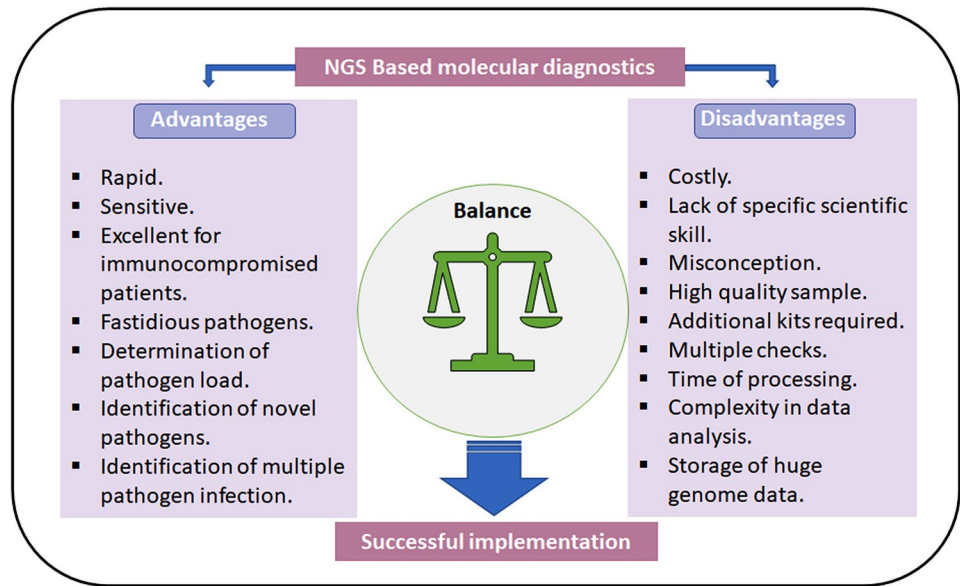 NGS Based molecular diagnostics
Advantages
▪ Rapid.
▪ Sensitive.
▪ Excellent for
immunocompromised
patients.
▪ Fastidious pathogens.
▪ Determination of
pathogen load.
▪ Identification of novel
pathogens.
▪ Identification of multiple
pathogen infection.
Balance
Disadvantages
▪ Costly.
▪ Lack of specific scientific
skill.
▪ Misconception.
▪ High quality sample.
▪ Additional kits required.
▪ Multiple checks.
▪ Time of processing.
▪ Complexity in data
analysis.
▪ Storage of huge
genome data.
Successful implementation